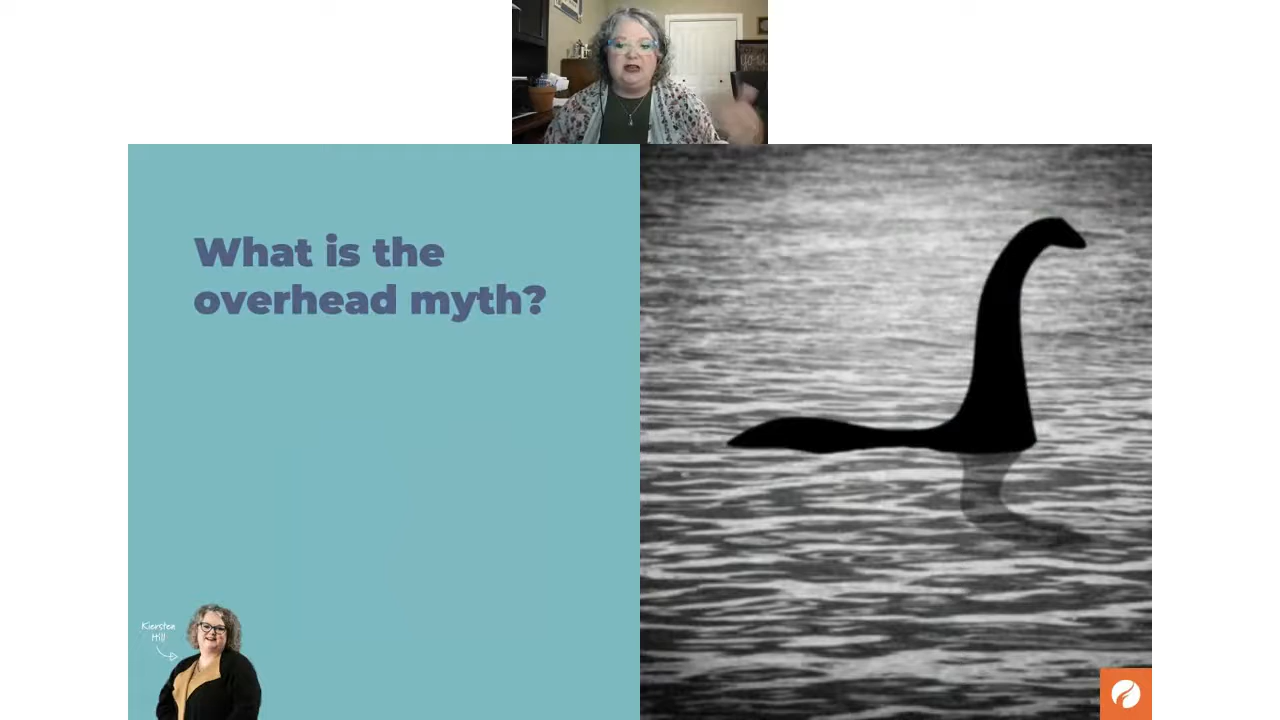 What is the
overhead myth?
Kiersten
Hill